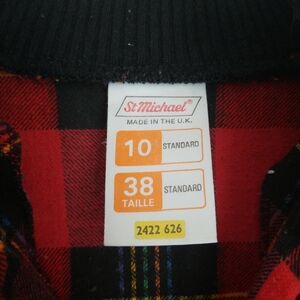 St Michael®
MADE IN THE U.K.
10 STANDARD
38 STANDARD
TAILLE
2422 626